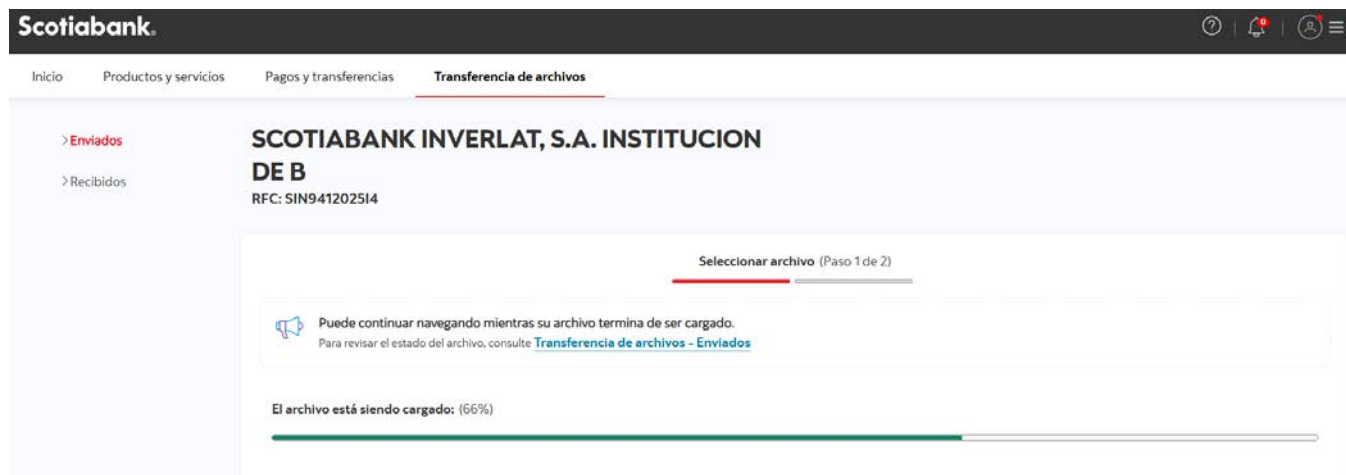 Scotiabank.
Inicio Productos y servicios Pagos y transferencias Transferencia de archivos
>Enviados
>Recibidos
SCOTIABANK INVERLAT, S.A. INSTITUCION
DE B
RFC: SIN9412025I4
Seleccionar archivo (Paso 1 de 2)
Puede continuar navegando mientras su archivo termina de ser cargado.
Para revisar el estado del archivo, consulte Transferencia de archivos - Enviados
El archivo está siendo cargado: (66%)